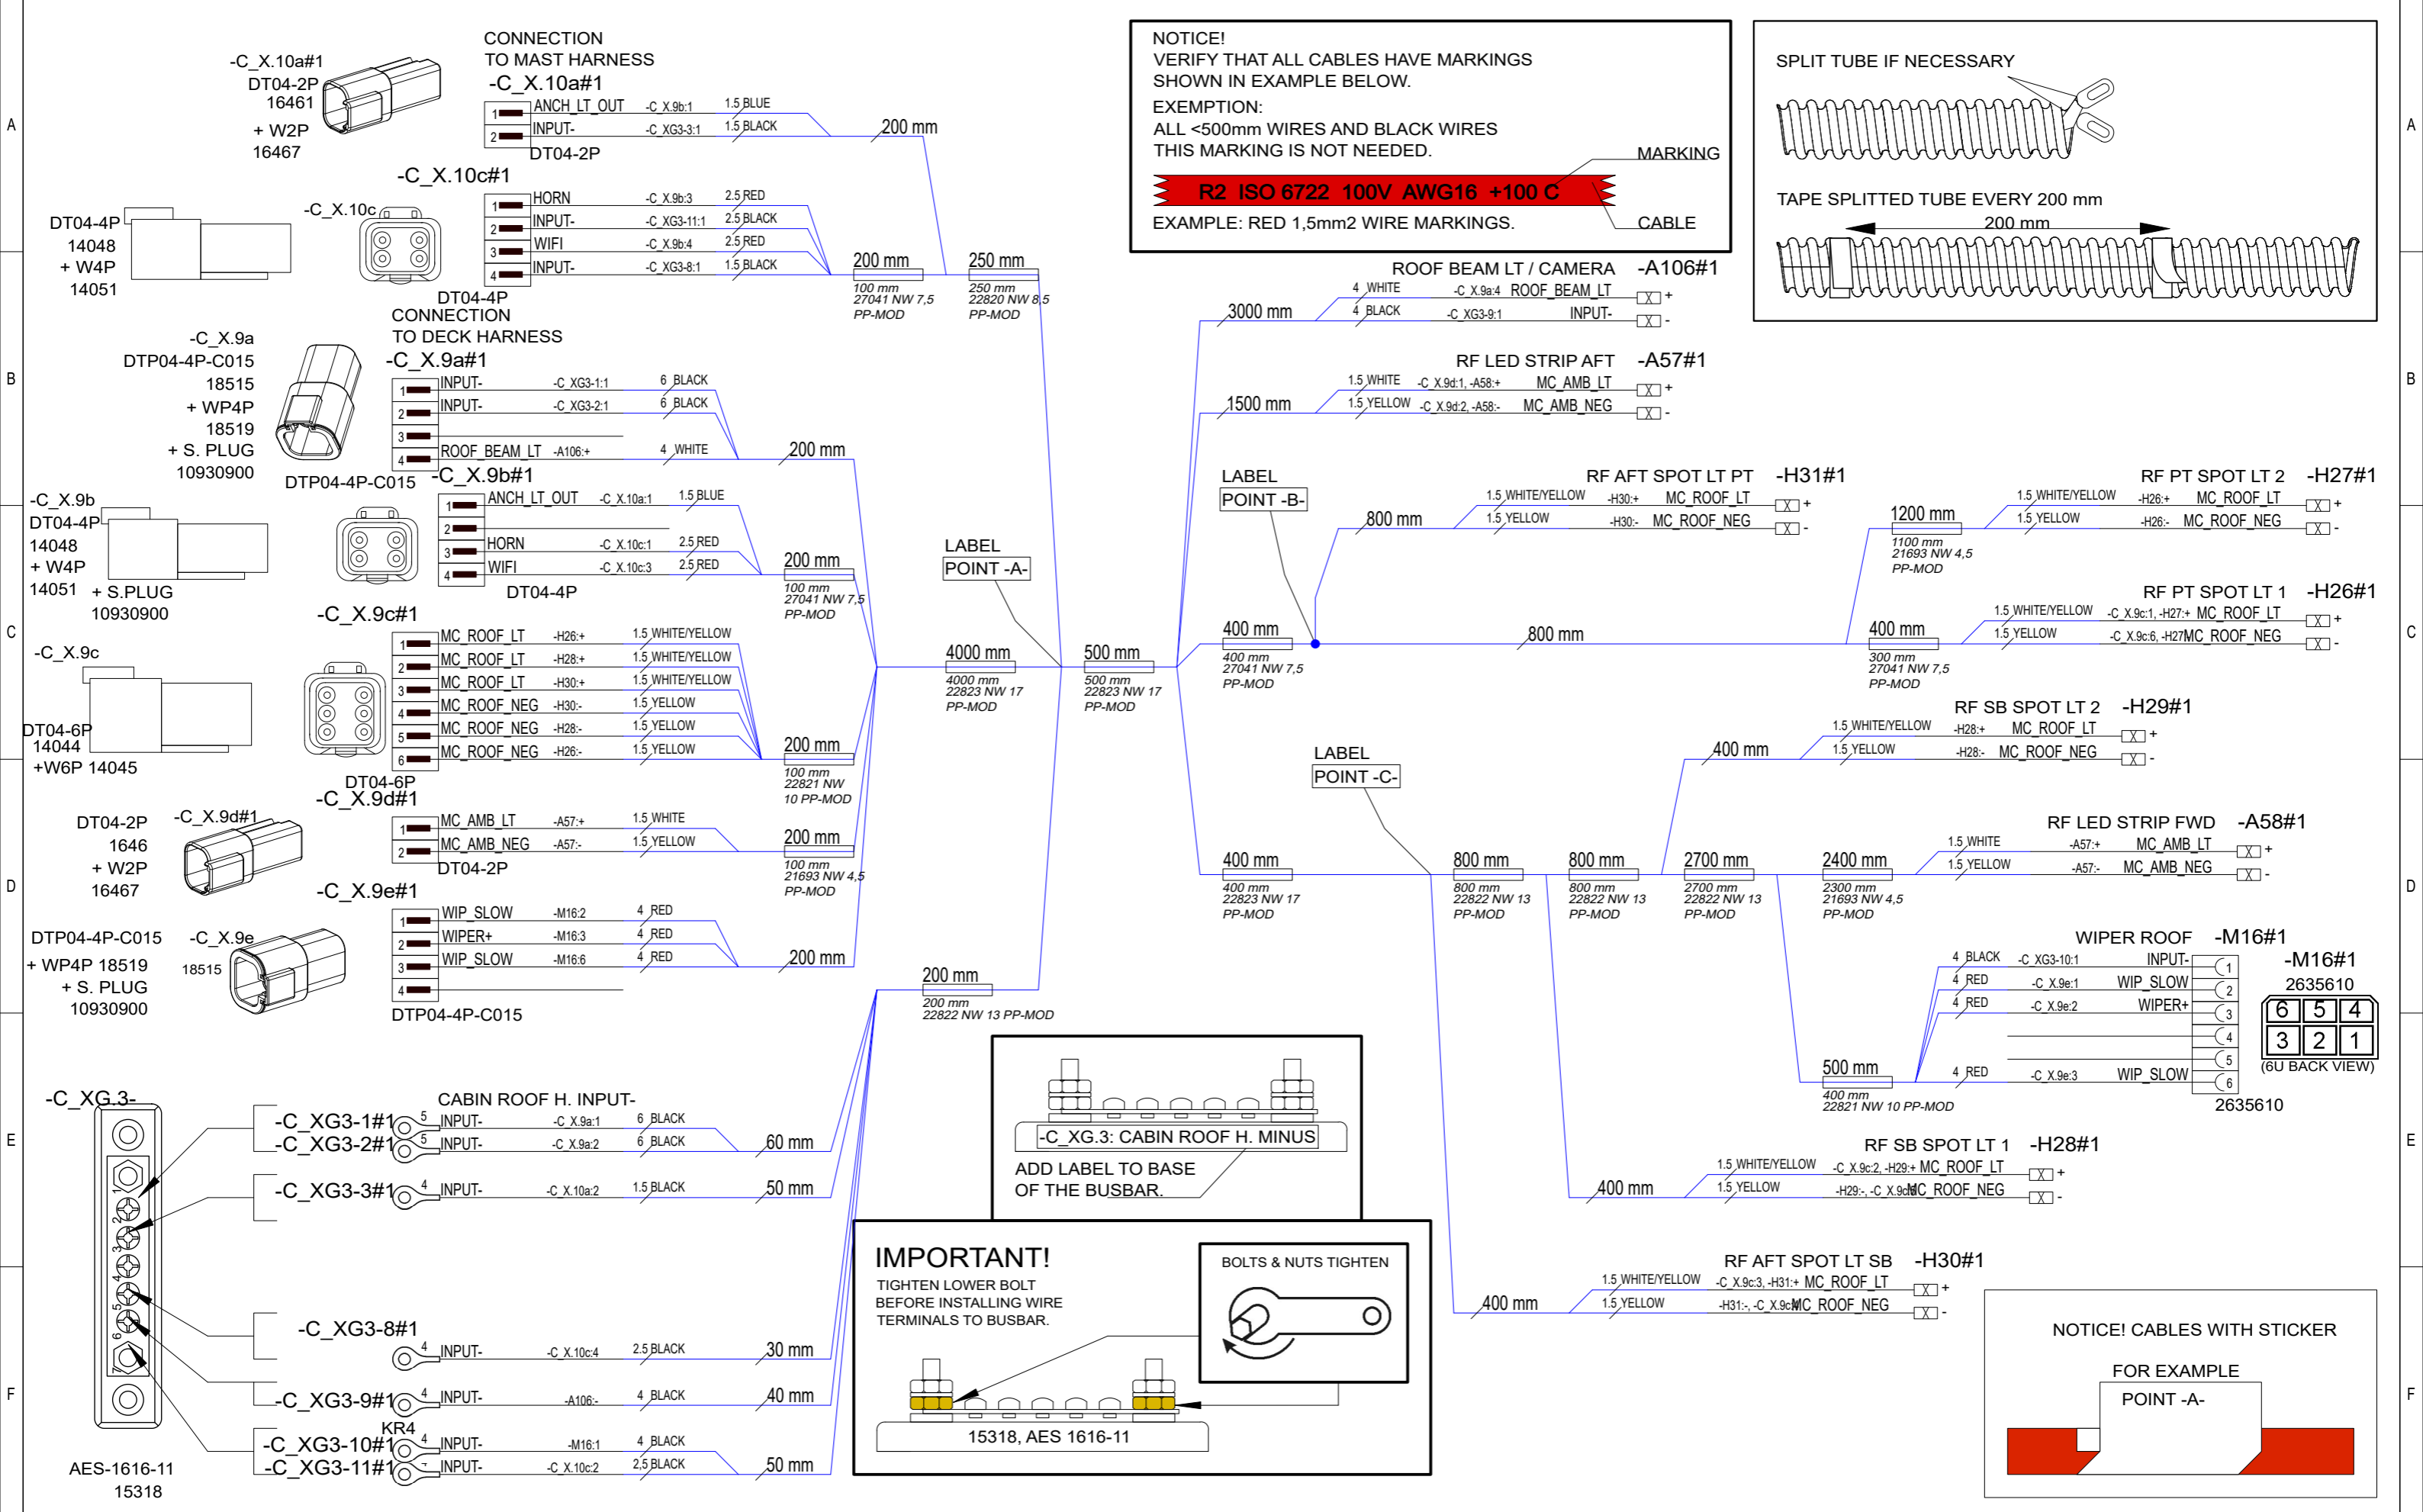 CONNECTION
TO MAST HARNESS
-C_X.10a#1
-C_X.10a#1
DT04-2P
16461
+ W2P
16467
1 ANCH_LT_OUT -C_X.9b:1 1.5 BLUE
2 INPUT- -C_XG3-3:1 1.5 BLACK
DT04-2P
200 mm
-C_X.10c#1
-C_X.10c
DT04-4P
14048
+ W4P
14051
1 HORN -C_X.9b:3 2.5 RED
2 INPUT- -C_XG3-11:1 2.5 BLACK
3 WIFI -C_X.9b:4 2.5 RED
4 INPUT- -C_XG3-8:1 1.5 BLACK
DT04-4P
200 mm
100 mm
27041 NW 7,5
PP-MOD
250 mm
250 mm
22820 NW 8,5
PP-MOD
CONNECTION
TO DECK HARNESS
-C_X.9a#1
-C_X.9a
DTP04-4P-C015
18515
+ WP4P
18519
+ S. PLUG
10930900
1 INPUT- -C_XG3-1:1 6 BLACK
2 INPUT- -C_XG3-2:1 6 BLACK
3
4 ROOF_BEAM_LT -A106:+ 4 WHITE
DTP04-4P-C015
200 mm
-C_X.9b#1
-C_X.9b
DT04-4P
14048
+ W4P
14051
+ S.PLUG
10930900
1 ANCH_LT_OUT -C_X.10a:1 1.5 BLUE
2
3 HORN -C_X.10c:1 2.5 RED
4 WIFI -C_X.10c:3 2.5 RED
DT04-4P
200 mm
100 mm
27041 NW 7,5
PP-MOD
-C_X.9c#1
-C_X.9c
DT04-6P
14044
+W6P 14045
1 MC_ROOF_LT -H26:+ 1.5 WHITE/YELLOW
2 MC_ROOF_LT -H28:+ 1.5 WHITE/YELLOW
3 MC_ROOF_LT -H30:+ 1.5 WHITE/YELLOW
4 MC_ROOF_NEG -H30:- 1.5 YELLOW
5 MC_ROOF_NEG -H28:- 1.5 YELLOW
6 MC_ROOF_NEG -H26:- 1.5 YELLOW
DT04-6P
200 mm
100 mm
22821 NW
10 PP-MOD
-C_X.9d#1
-C_X.9d#1
DT04-2P
1646
+ W2P
16467
1 MC_AMB_LT -A57:+ 1.5 WHITE
2 MC_AMB_NEG -A57:- 1.5 YELLOW
DT04-2P
200 mm
100 mm
21693 NW 4,5
PP-MOD
-C_X.9e#1
-C_X.9e
DTP04-4P-C015
18515
+ WP4P 18519
+ S. PLUG
10930900
1 WIP_SLOW -M16:2 4 RED
2 WIPER+ -M16:3 4 RED
3 WIP_SLOW -M16:6 4 RED
4
DTP04-4P-C015
200 mm
200 mm
200 mm
22822 NW 13 PP-MOD
-C_XG.3-
1
2
3
4
5
6
7
AES-1616-11
15318
CABIN ROOF H. INPUT-
-C_XG3-1#1 5 INPUT- -C_X.9a:1 6 BLACK
-C_XG3-2#1 5 INPUT- -C_X.9a:2 6 BLACK
60 mm
-C_XG3-3#1 4 INPUT- -C_X.10a:2 1.5 BLACK 50 mm
-C_XG3-8#1
4 INPUT- -C_X.10c:4 2.5 BLACK 30 mm
-C_XG3-9#1 4 INPUT- -A106:- 4 BLACK 40 mm
KR4
-C_XG3-10#1 4 INPUT- -M16:1 4 BLACK
-C_XG3-11#1 INPUT- -C_X.10c:2 2,5 BLACK
50 mm
LABEL
POINT -A-
4000 mm
4000 mm
22823 NW 17
PP-MOD
500 mm
500 mm
22823 NW 17
PP-MOD
NOTICE!
VERIFY THAT ALL CABLES HAVE MARKINGS
SHOWN IN EXAMPLE BELOW.
EXEMPTION:
ALL <500mm WIRES AND BLACK WIRES
THIS MARKING IS NOT NEEDED.
MARKING
R2 ISO 6722 100V AWG16 +100 C
EXAMPLE: RED 1,5mm2 WIRE MARKINGS.
CABLE
SPLIT TUBE IF NECESSARY
TAPE SPLITTED TUBE EVERY 200 mm
200 mm
ROOF BEAM LT / CAMERA -A106#1
3000 mm
4 WHITE -C_X.9a:4 ROOF_BEAM_LT X +
4 BLACK -C_XG3-9:1 INPUT- X -
RF LED STRIP AFT -A57#1
1500 mm
1.5 WHITE -C_X.9d:1, -A58:+ MC_AMB_LT X +
1.5 YELLOW -C_X.9d:2, -A58:- MC_AMB_NEG X -
LABEL
POINT -B-
RF AFT SPOT LT PT -H31#1
800 mm
1.5 WHITE/YELLOW -H30:+ MC_ROOF_LT X +
1.5 YELLOW -H30:- MC_ROOF_NEG X -
RF PT SPOT LT 2 -H27#1
1200 mm
1100 mm
21693 NW 4,5
PP-MOD
1.5 WHITE/YELLOW -H26:+ MC_ROOF_LT X +
1.5 YELLOW -H26:- MC_ROOF_NEG X -
400 mm
400 mm
27041 NW 7,5
PP-MOD
800 mm
RF PT SPOT LT 1 -H26#1
400 mm
300 mm
27041 NW 7,5
PP-MOD
1.5 WHITE/YELLOW -C_X.9c:1, -H27:+ MC_ROOF_LT X +
1.5 YELLOW -C_X.9c:6, -H27 MC_ROOF_NEG X -
RF SB SPOT LT 2 -H29#1
400 mm
1.5 WHITE/YELLOW -H28:+ MC_ROOF_LT X +
1.5 YELLOW -H28:- MC_ROOF_NEG X -
LABEL
POINT -C-
400 mm
400 mm
22823 NW 17
PP-MOD
800 mm
800 mm
22822 NW 13
PP-MOD
800 mm
800 mm
22822 NW 13
PP-MOD
2700 mm
2700 mm
22822 NW 13
PP-MOD
2400 mm
2300 mm
21693 NW 4,5
PP-MOD
RF LED STRIP FWD -A58#1
1.5 WHITE -A57:+ MC_AMB_LT X +
1.5 YELLOW -A57:- MC_AMB_NEG X -
WIPER ROOF -M16#1
4 BLACK -C_XG3-10:1 INPUT- 1
4 RED -C_X.9e:1 WIP_SLOW 2
4 RED -C_X.9e:2 WIPER+ 3
4
5
4 RED -C_X.9e:3 WIP_SLOW 6
2635610
500 mm
400 mm
22821 NW 10 PP-MOD
-M16#1
2635610
6 5 4
3 2 1
(6U BACK VIEW)
RF SB SPOT LT 1 -H28#1
400 mm
1.5 WHITE/YELLOW -C_X.9c:2, -H29:+ MC_ROOF_LT X +
1.5 YELLOW -H29:-, -C_X.9c: MC_ROOF_NEG X -
RF AFT SPOT LT SB -H30#1
400 mm
1.5 WHITE/YELLOW -C_X.9c:3, -H31:+ MC_ROOF_LT X +
1.5 YELLOW -H31:-, -C_X.9c: MC_ROOF_NEG X -
-C_XG.3: CABIN ROOF H. MINUS
ADD LABEL TO BASE
OF THE BUSBAR.
IMPORTANT!
TIGHTEN LOWER BOLT
BEFORE INSTALLING WIRE
TERMINALS TO BUSBAR.
BOLTS & NUTS TIGHTEN
15318, AES 1616-11
NOTICE! CABLES WITH STICKER
FOR EXAMPLE
POINT -A-
A
B
C
D
E
F
A
B
C
D
E
F